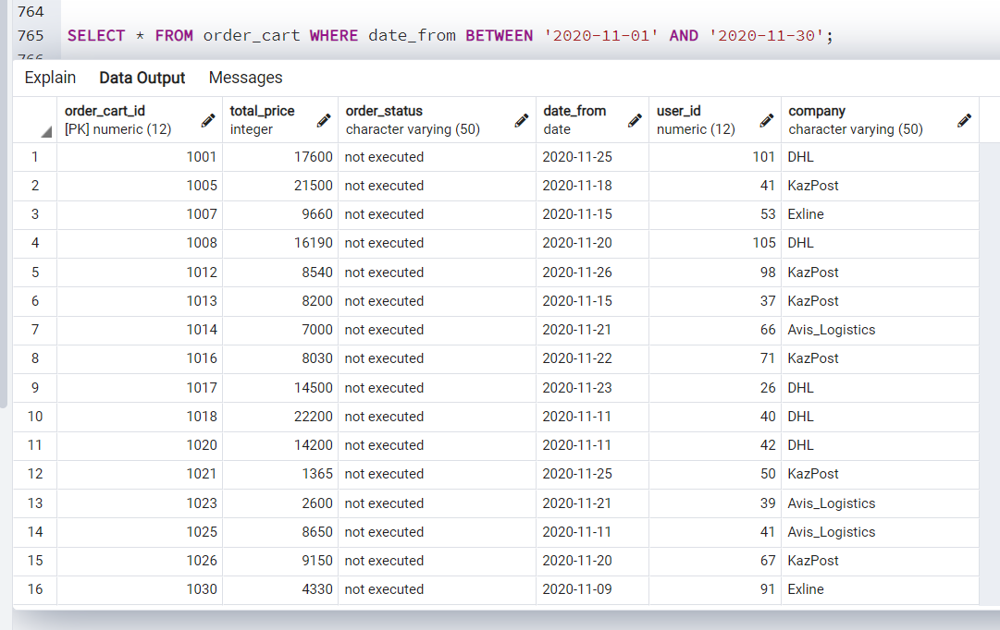 764
765 SELECT * FROM order_cart WHERE date_from BETWEEN '2020-11-01' AND '2020-11-30';
766
Explain Data Output Messages
order_cart_id total_price order_status date_from user_id company
[PK] numeric (12) integer character varying (50) date numeric (12) character varying (50)
1 1001 17600 not executed 2020-11-25 101 DHL
2 1005 21500 not executed 2020-11-18 41 KazPost
3 1007 9660 not executed 2020-11-15 53 Exline
4 1008 16190 not executed 2020-11-20 105 DHL
5 1012 8540 not executed 2020-11-26 98 KazPost
6 1013 8200 not executed 2020-11-15 37 KazPost
7 1014 7000 not executed 2020-11-21 66 Avis_Logistics
8 1016 8030 not executed 2020-11-22 71 KazPost
9 1017 14500 not executed 2020-11-23 26 DHL
10 1018 22200 not executed 2020-11-11 40 DHL
11 1020 14200 not executed 2020-11-11 42 DHL
12 1021 1365 not executed 2020-11-25 50 KazPost
13 1023 2600 not executed 2020-11-21 39 Avis_Logistics
14 1025 8650 not executed 2020-11-11 41 Avis_Logistics
15 1026 9150 not executed 2020-11-20 67 KazPost
16 1030 4330 not executed 2020-11-09 91 Exline